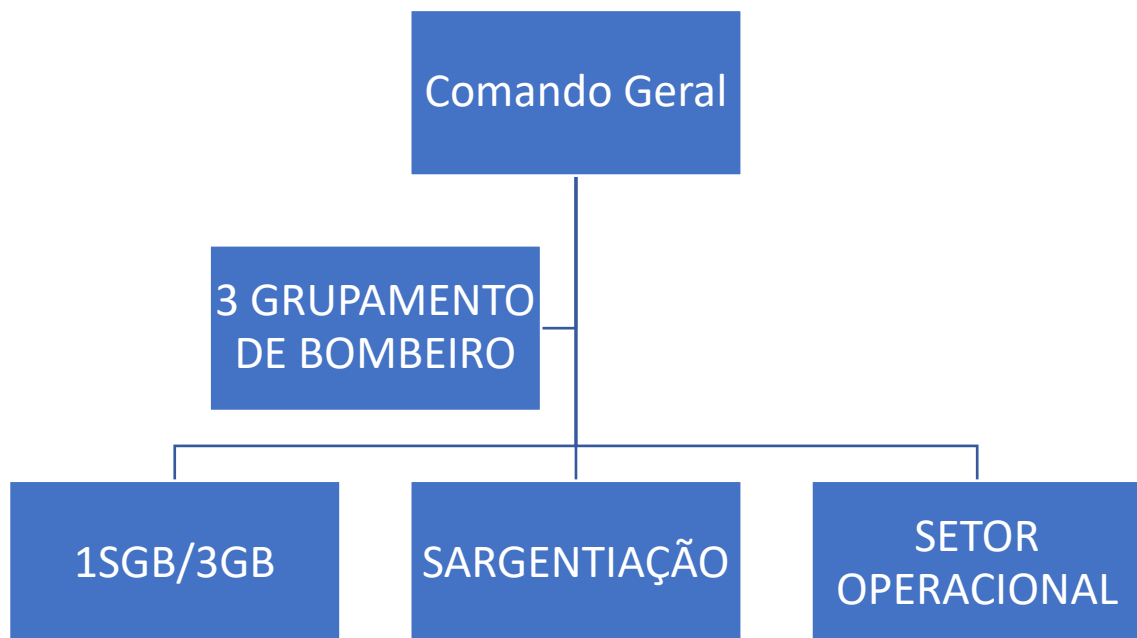 Comando Geral
3 GRUPAMENTO
DE BOMBEIRO
1SGB/3GB
SARGENTIAÇÃO
SETOR
OPERACIONAL